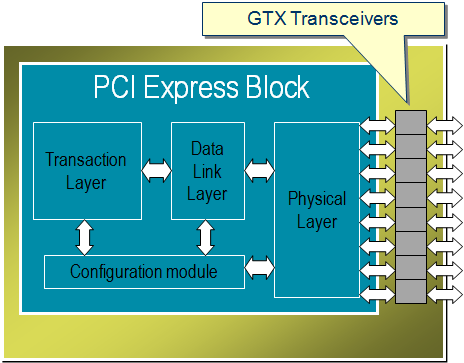 GTX Transceivers
PCI Express Block
Transaction
Layer
Data
Link
Layer
Physical
Layer
Configuration module